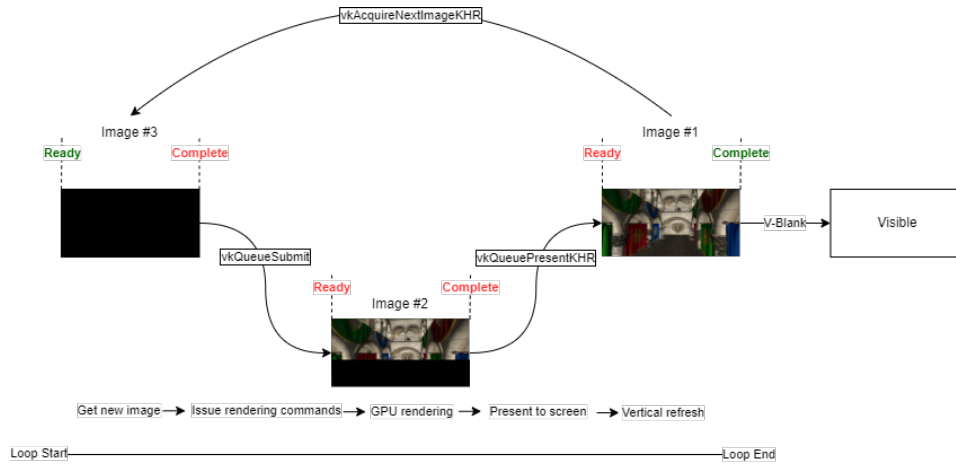 vkAcquireNextImageKHR
Image #3
Image #1
Ready
Complete
Ready
Complete
V-Blank
Visible
vkQueueSubmit
vkQueuePresentKHR
Ready
Complete
Image #2
Get new image
Issue rendering commands
GPU rendering
Present to screen
Vertical refresh
Loop Start
Loop End